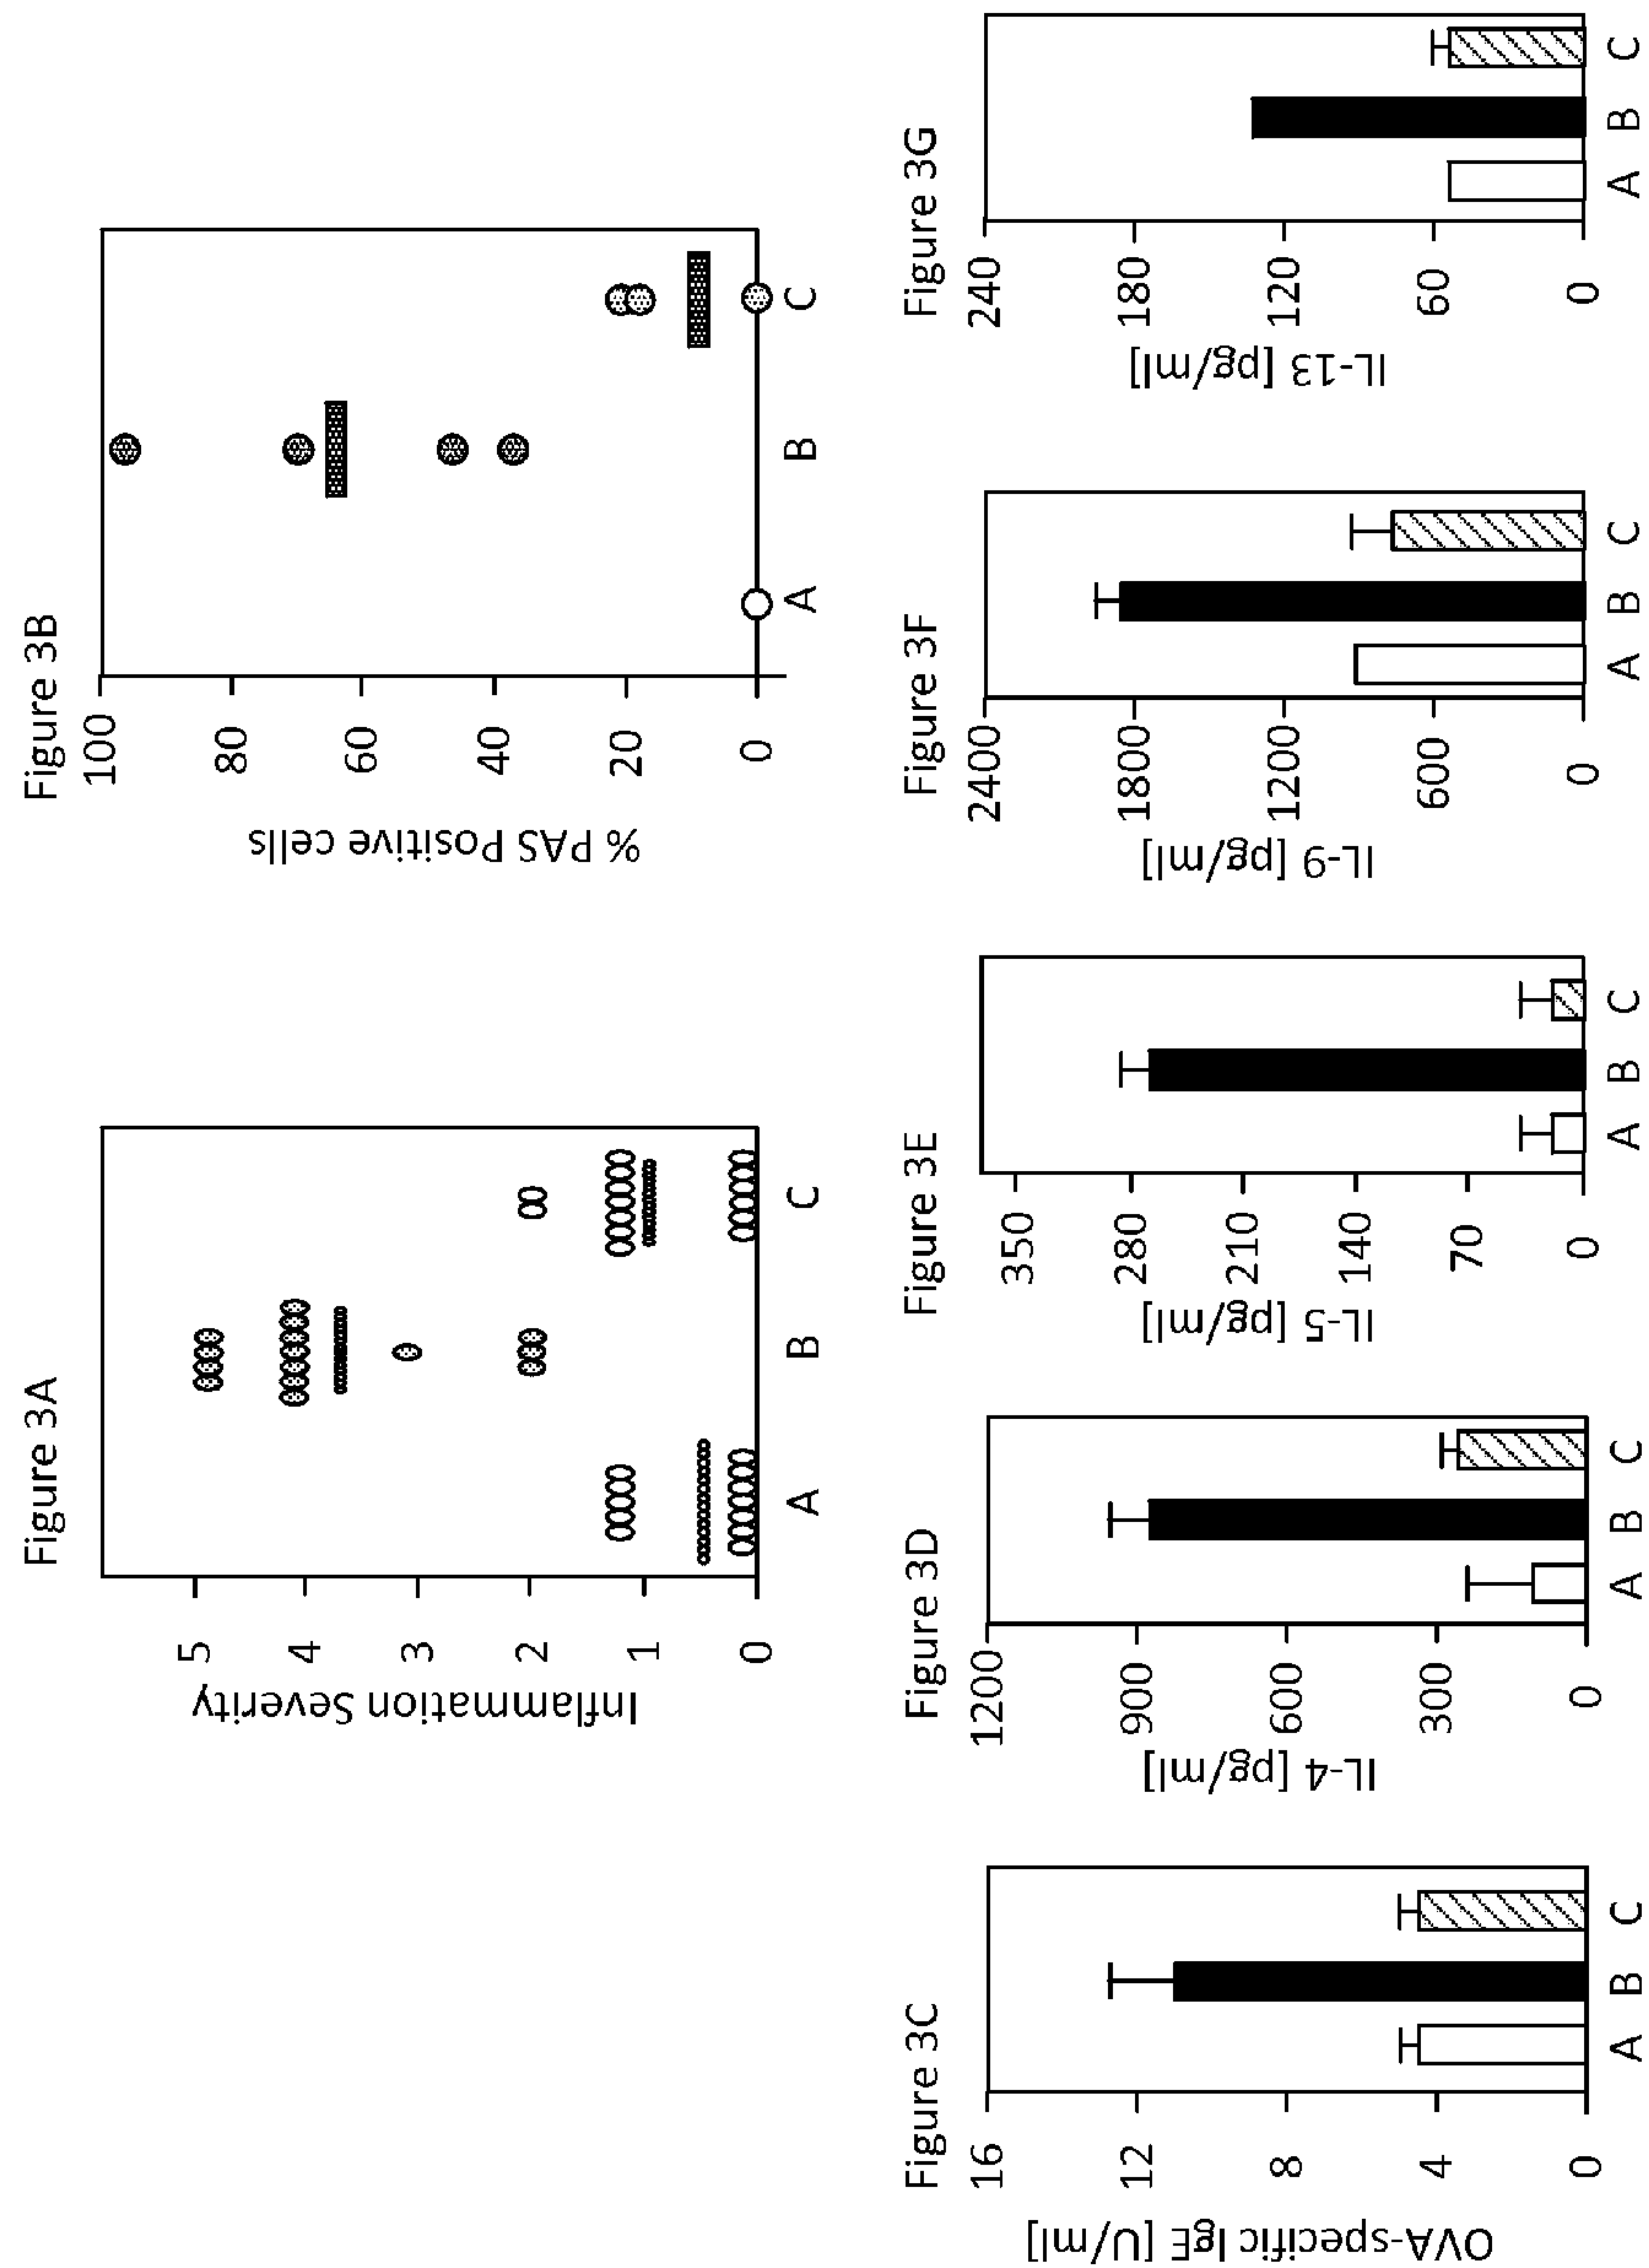 Figure 3A
Inflammation Severity
5
4
3
2
1
0
A B C
Figure 3B
% PAS Positive cells
100
80
60
40
20
0
A B C
Figure 3C
OVA-specific IgE [U/ml]
16
12
8
4
0
A B C
Figure 3D
IL-4 [pg/ml]
1200
900
600
300
0
A B C
Figure 3E
IL-5 [pg/ml]
350
280
210
140
70
0
A B C
Figure 3F
IL-9 [pg/ml]
2400
1800
1200
600
0
A B C
Figure 3G
IL-13 [pg/ml]
240
180
120
60
0
A B C